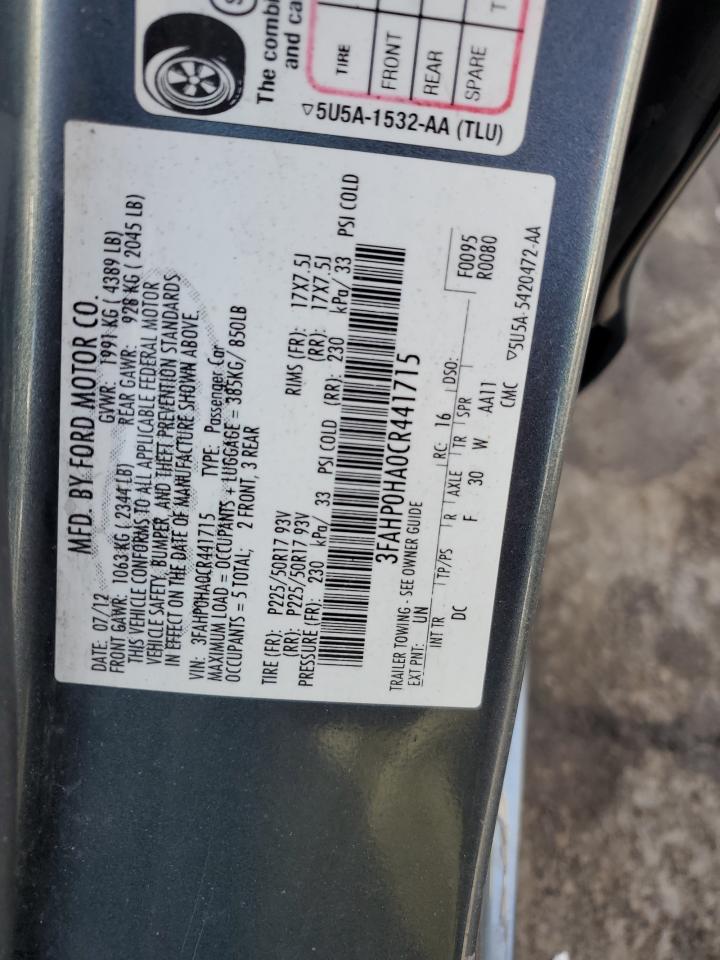 The combi
and ca
TIRE
FRONT
REAR
SPARE T
5U5A-1532-AA (TLU)
MFD. BY FORD MOTOR CO.
DATE: 07/12 GVWR: 1991 KG ( 4389 LB)
FRONT GAWR: 1063 KG ( 2344 LB) REAR GAWR: 928 KG ( 2045 LB)
THIS VEHICLE CONFORMS TO ALL APPLICABLE FEDERAL MOTOR
VEHICLE SAFETY, BUMPER, AND THEFT PREVENTION STANDARDS
IN EFFECT ON THE DATE OF MANUFACTURE SHOWN ABOVE.
VIN: 3FAHP0HA0CR441715 TYPE: Passenger Car
MAXIMUM LOAD = OCCUPANTS + LUGGAGE = 385KG/ 850LB
OCCUPANTS = 5 TOTAL; 2 FRONT, 3 REAR
TIRE (FR): P225/50R17 93V RIMS (FR): 17X7.5J
(RR): P225/50R17 93V (RR): 17X7.5J
PRESSURE (FR): 230 kPa/ 33 PSI COLD (RR): 230 kPa/ 33 PSI COLD
3FAHP0HA0CR441715
TRAILER TOWING - SEE OWNER GUIDE
EXT PNT: UN RC: 16 DSO: F0095
R0080
INT TR TP/PS R AXLE TR SPR
DC F 30 W AA11
CMC 5U5A-5420472-AA